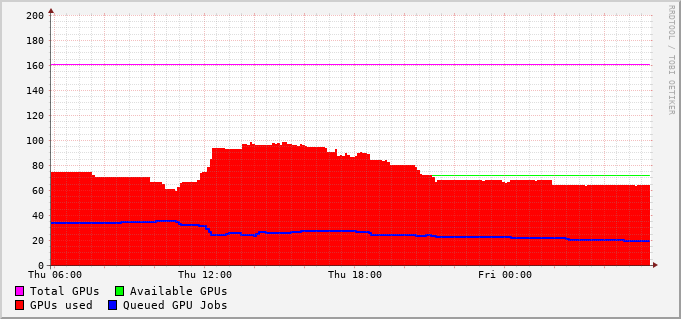 200
180
160
140
120
100
80
60
40
20
0
Thu 06:00 Thu 12:00 Thu 18:00 Fri 00:00
Total GPUs Available GPUs
GPUs used Queued GPU Jobs
RRDTOOL / TOBI OETIKER